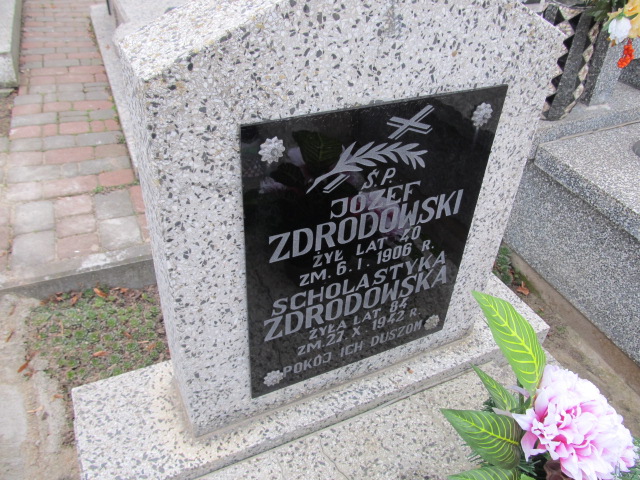 Ś.P.
JÓZEF
ZDRODOWSKI
ŻYŁ LAT 40
ZM. 6. I. 1906 R.
SCHOLASTYKA
ZDRODOWSKA
ŻYŁA LAT 84
ZM. 27. X. 1942 R.
POKÓJ ICH DUSZOM